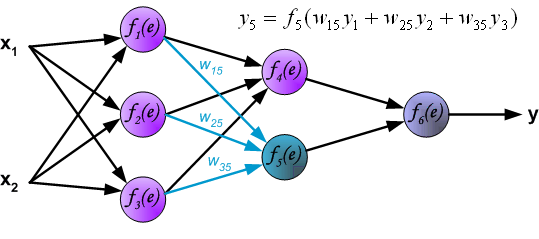 y₅ = f₅(w₁₅y₁ + w₂₅y₂ + w₃₅y₃)
x₁
x₂
f₁(e)
f₂(e)
f₃(e)
w₁₅
w₂₅
w₃₅
f₄(e)
f₅(e)
f₆(e)
y